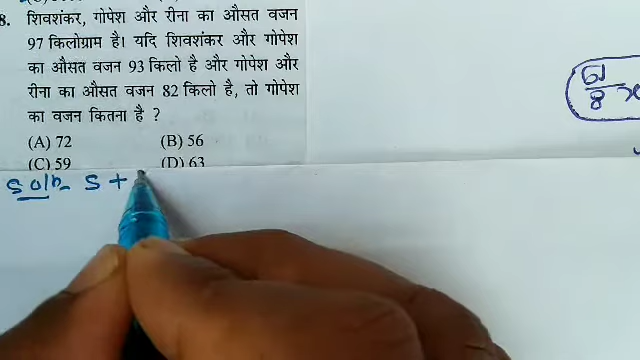 8. शिवशंकर, गोपेश और रीना का औसत वजन
97 किलोग्राम है। यदि शिवशंकर और गोपेश
का औसत वजन 93 किलो है और गोपेश और
रीना का औसत वजन 82 किलो है, तो गोपेश
का वजन कितना है ?
(A) 72 (B) 56
(C) 59 (D) 63
Soln- S +